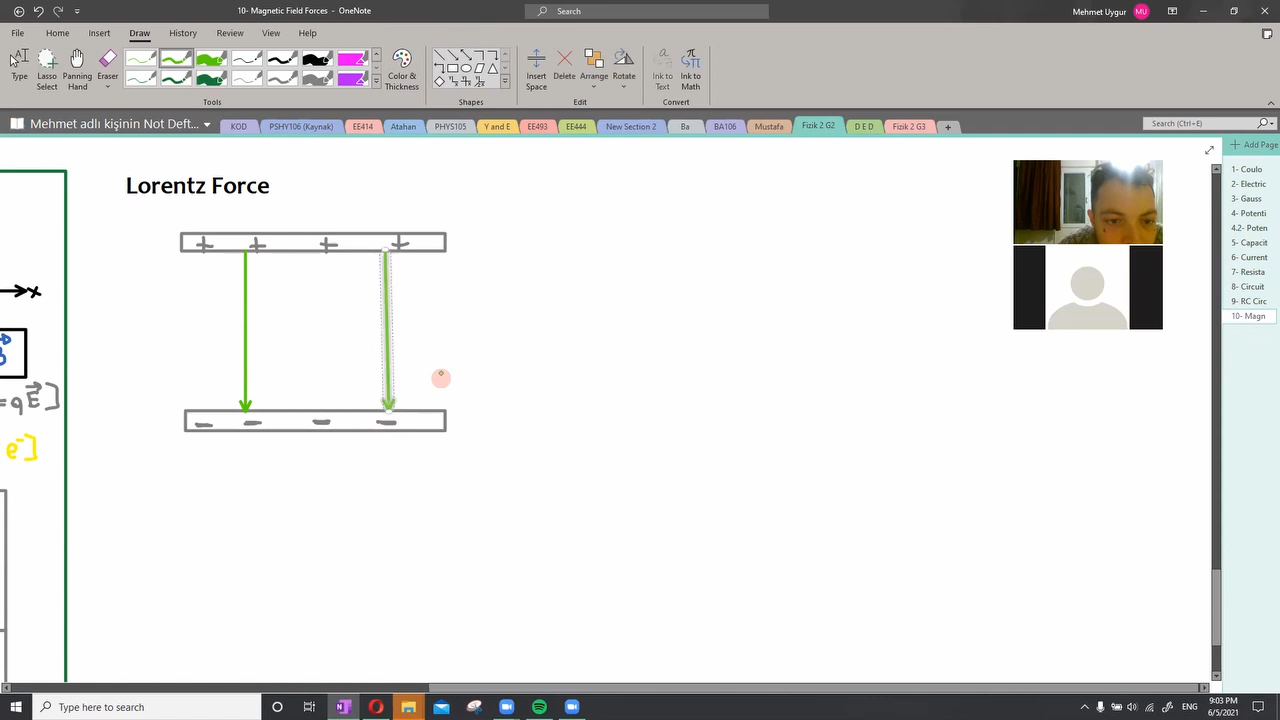 10- Magnetic Field Forces - OneNote
Search
Mehmet Uygur
MU
File Home Insert Draw History Review View Help
Type
Lasso Select
Panning Hand
Eraser
Color & Thickness
Insert Space
Delete
Arrange
Rotate
Ink to Text
Ink to Math
Tools
Shapes
Edit
Convert
Mehmet adlı kişinin Not Deft...
KOD PSHY106 (Kaynak) EE414 Atahan PHYS105 Y and E EE493 EE444 New Section 2 Ba BA106 Mustafa Fizik 2 G2 D E D Fizik 2 G3 +
Search (Ctrl+E)
Add Page
1- Coulo
2- Electric
3- Gauss
4- Potenti
4.2- Poten
5- Capacit
6- Current
7- Resista
8- Circuit
9- RC Circ
10- Magn
Lorentz Force
+ + + +
x
= qE]
e⁻]
- - - -
Type here to search
ENG
9:03 PM
6/5/2021